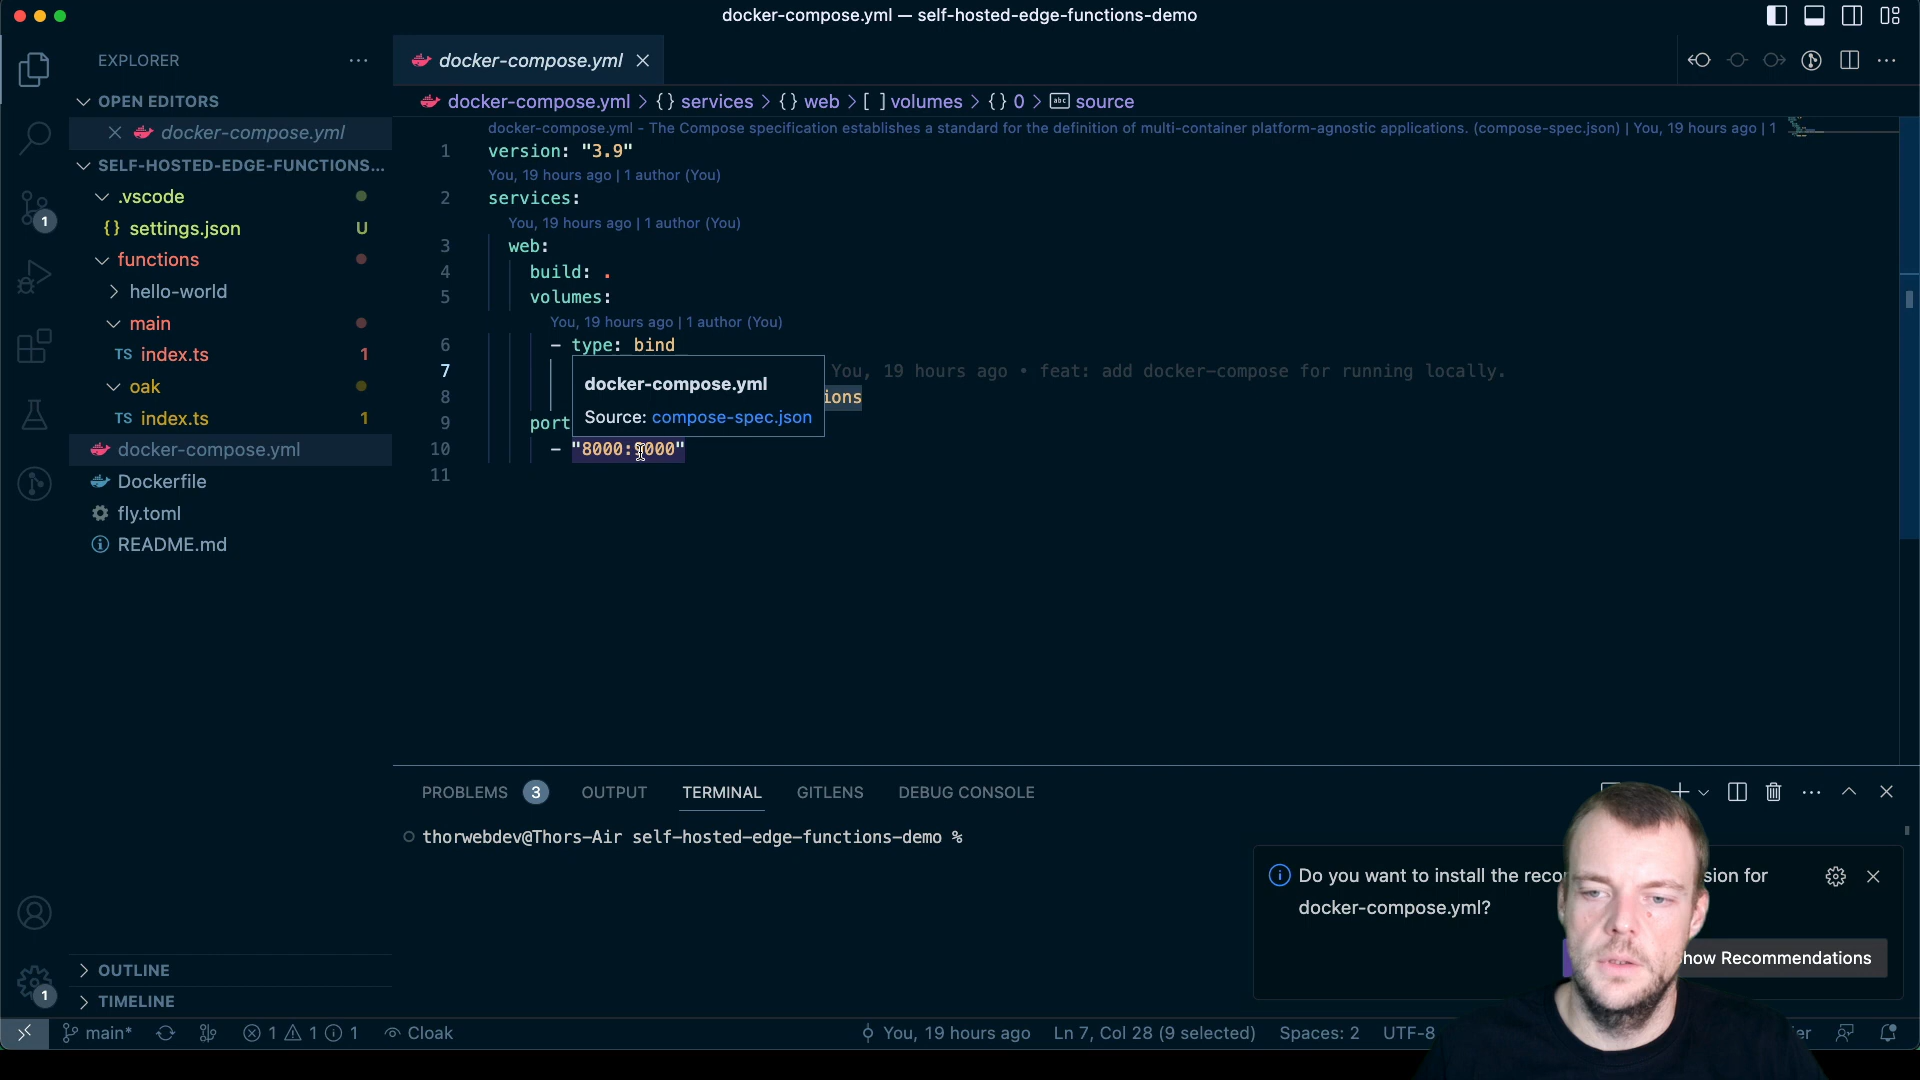 docker-compose.yml — self-hosted-edge-functions-demo
EXPLORER
OPEN EDITORS
docker-compose.yml
SELF-HOSTED-EDGE-FUNCTIONS...
.vscode
{} settings.json U
functions
hello-world
main
TS index.ts 1
oak
TS index.ts 1
docker-compose.yml
Dockerfile
fly.toml
README.md
OUTLINE
TIMELINE
1
1
docker-compose.yml
docker-compose.yml > {} services > {} web > [ ] volumes > {} 0 > abc source
docker-compose.yml - The Compose specification establishes a standard for the definition of multi-container platform-agnostic applications. (compose-spec.json) | You, 19 hours ago | 1
1 version: "3.9"
You, 19 hours ago | 1 author (You)
2 services:
You, 19 hours ago | 1 author (You)
3 web:
4 build: .
5 volumes:
You, 19 hours ago | 1 author (You)
6 - type: bind
7 You, 19 hours ago • feat: add docker-compose for running locally.
8 ions
9 port
10 - "8000:9000"
11
docker-compose.yml
Source: compose-spec.json
PROBLEMS 3 OUTPUT TERMINAL GITLENS DEBUG CONSOLE
thorwebdev@Thors-Air self-hosted-edge-functions-demo %
Do you want to install the reco sion for
docker-compose.yml?
how Recommendations
main* 1 1 1 Cloak You, 19 hours ago Ln 7, Col 28 (9 selected) Spaces: 2 UTF-8 er